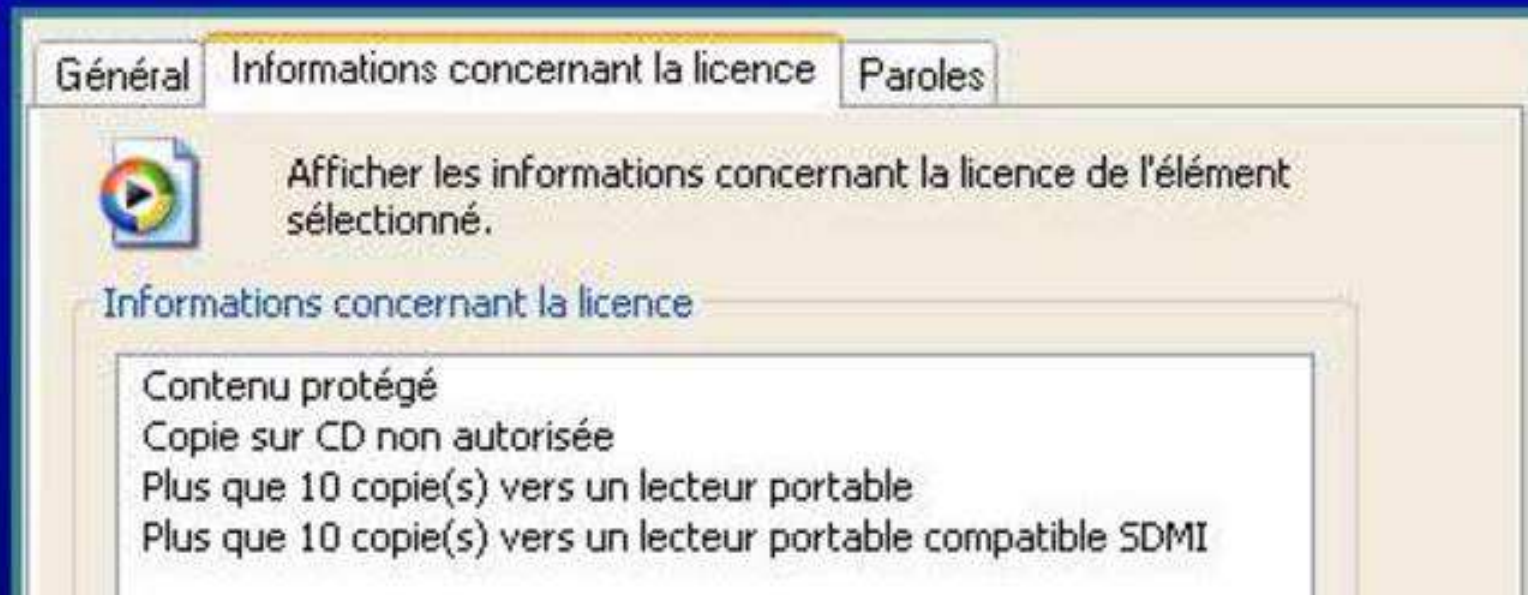 Général Informations concernant la licence Paroles
Afficher les informations concernant la licence de l'élément
sélectionné.
Informations concernant la licence
Contenu protégé
Copie sur CD non autorisée
Plus que 10 copie(s) vers un lecteur portable
Plus que 10 copie(s) vers un lecteur portable compatible SDMI